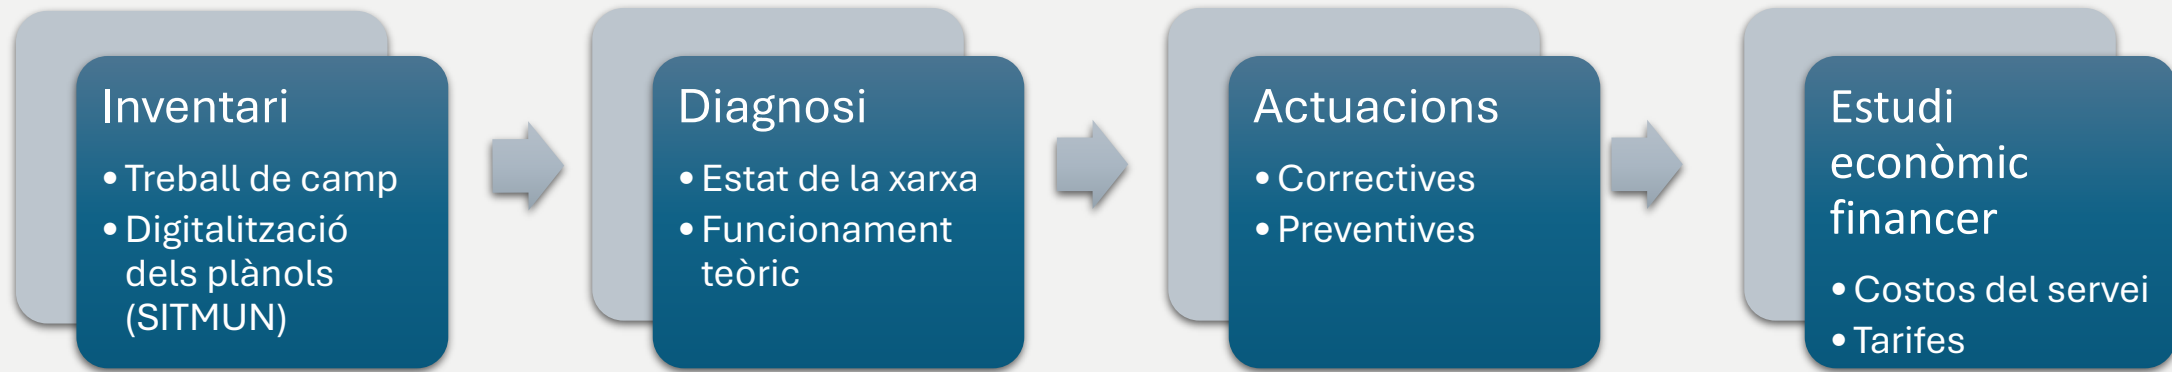 Inventari
• Treball de camp
• Digitalització
dels plànols
(SITMUN)
Diagnosi
• Estat de la xarxa
• Funcionament
teòric
Actuacions
• Correctives
• Preventives
Estudi
econòmic
financer
• Costos del servei
• Tarifes